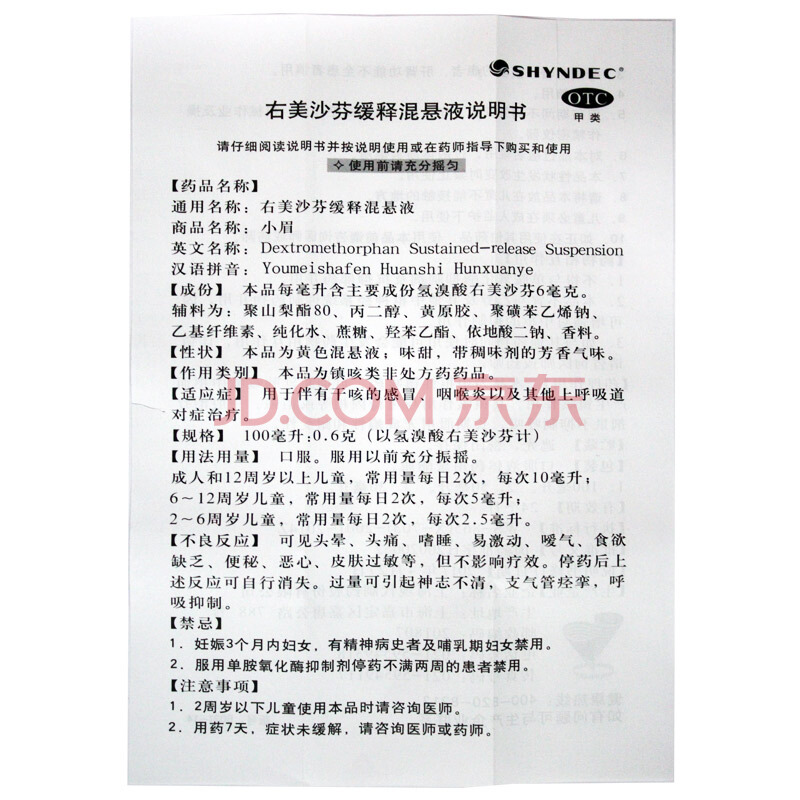 SHYNDEC®
OTC
甲类
右美沙芬缓释混悬液说明书
请仔细阅读说明书并按说明使用或在药师指导下购买和使用
✧使用前请充分摇匀
【药品名称】
通用名称：右美沙芬缓释混悬液
商品名称：小眉
英文名称：Dextromethorphan Sustained-release Suspension
汉语拼音：Youmeishafen Huanshi Hunxuanye
【成份】 本品每毫升含主要成份氢溴酸右美沙芬6毫克。
辅料为：聚山梨酯80、丙二醇、黄原胶、聚磺苯乙烯钠、
乙基纤维素、纯化水、蔗糖、羟苯乙酯、依地酸二钠、香料。
【性状】 本品为黄色混悬液；味甜，带稠味剂的芳香气味。
【作用类别】 本品为镇咳类非处方药药品。
【适应症】 用于伴有干咳的感冒、咽喉炎以及其他上呼吸道
对症治疗。
JD.COM 京东
【规格】 100毫升:0.6克（以氢溴酸右美沙芬计）
【用法用量】 口服。服用以前充分振摇。
成人和12周岁以上儿童，常用量每日2次，每次10毫升；
6～12周岁儿童，常用量每日2次，每次5毫升；
2～6周岁儿童，常用量每日2次，每次2.5毫升。
【不良反应】 可见头晕、头痛、嗜睡、易激动、嗳气、食欲
缺乏、便秘、恶心、皮肤过敏等，但不影响疗效。停药后上
述反应可自行消失。过量可引起神志不清，支气管痉挛，呼
吸抑制。
【禁忌】
1．妊娠3个月内妇女，有精神病史者及哺乳期妇女禁用。
2．服用单胺氧化酶抑制剂停药不满两周的患者禁用。
【注意事项】
1．2周岁以下儿童使用本品时请咨询医师。
2．用药7天，症状未缓解，请咨询医师或药师。